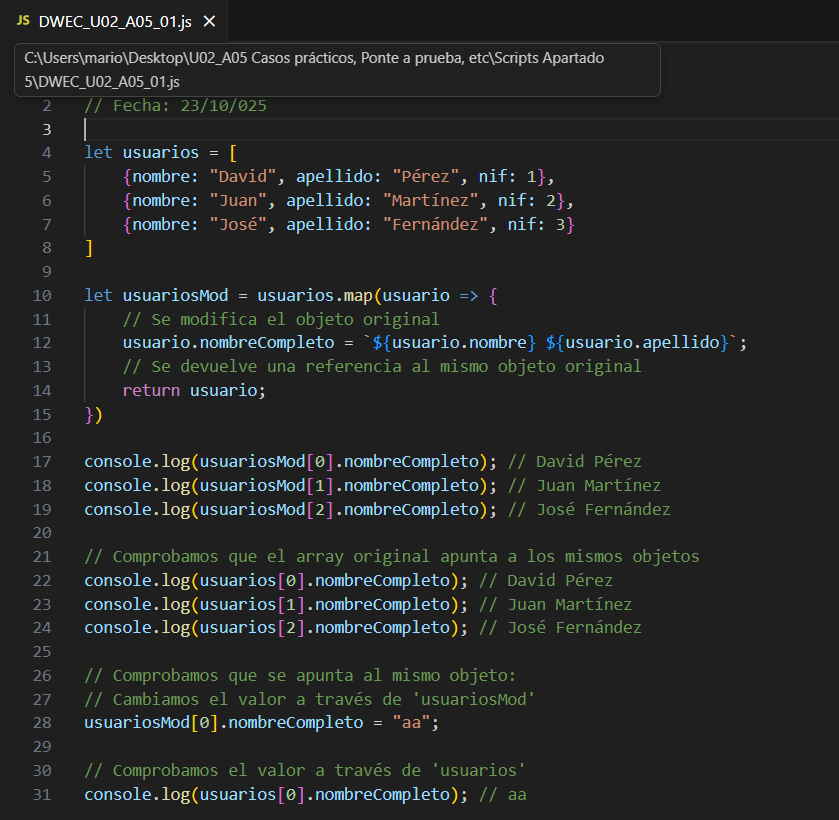 JS DWEC_U02_A05_01.js ×
C:\Users\mario\Desktop\U02_A05 Casos prácticos, Ponte a prueba, etc\Scripts Apartado
5\DWEC_U02_A05_01.js
2 // Fecha: 23/10/025
3
4 let usuarios = [
5     {nombre: "David", apellido: "Pérez", nif: 1},
6     {nombre: "Juan", apellido: "Martínez", nif: 2},
7     {nombre: "José", apellido: "Fernández", nif: 3}
8 ]
9
10 let usuariosMod = usuarios.map(usuario => {
11     // Se modifica el objeto original
12     usuario.nombreCompleto = `${usuario.nombre} ${usuario.apellido}`;
13     // Se devuelve una referencia al mismo objeto original
14     return usuario;
15 })
16
17 console.log(usuariosMod[0].nombreCompleto); // David Pérez
18 console.log(usuariosMod[1].nombreCompleto); // Juan Martínez
19 console.log(usuariosMod[2].nombreCompleto); // José Fernández
20
21 // Comprobamos que el array original apunta a los mismos objetos
22 console.log(usuarios[0].nombreCompleto); // David Pérez
23 console.log(usuarios[1].nombreCompleto); // Juan Martínez
24 console.log(usuarios[2].nombreCompleto); // José Fernández
25
26 // Comprobamos que se apunta al mismo objeto:
27 // Cambiamos el valor a través de 'usuariosMod'
28 usuariosMod[0].nombreCompleto = "aa";
29
30 // Comprobamos el valor a través de 'usuarios'
31 console.log(usuarios[0].nombreCompleto); // aa